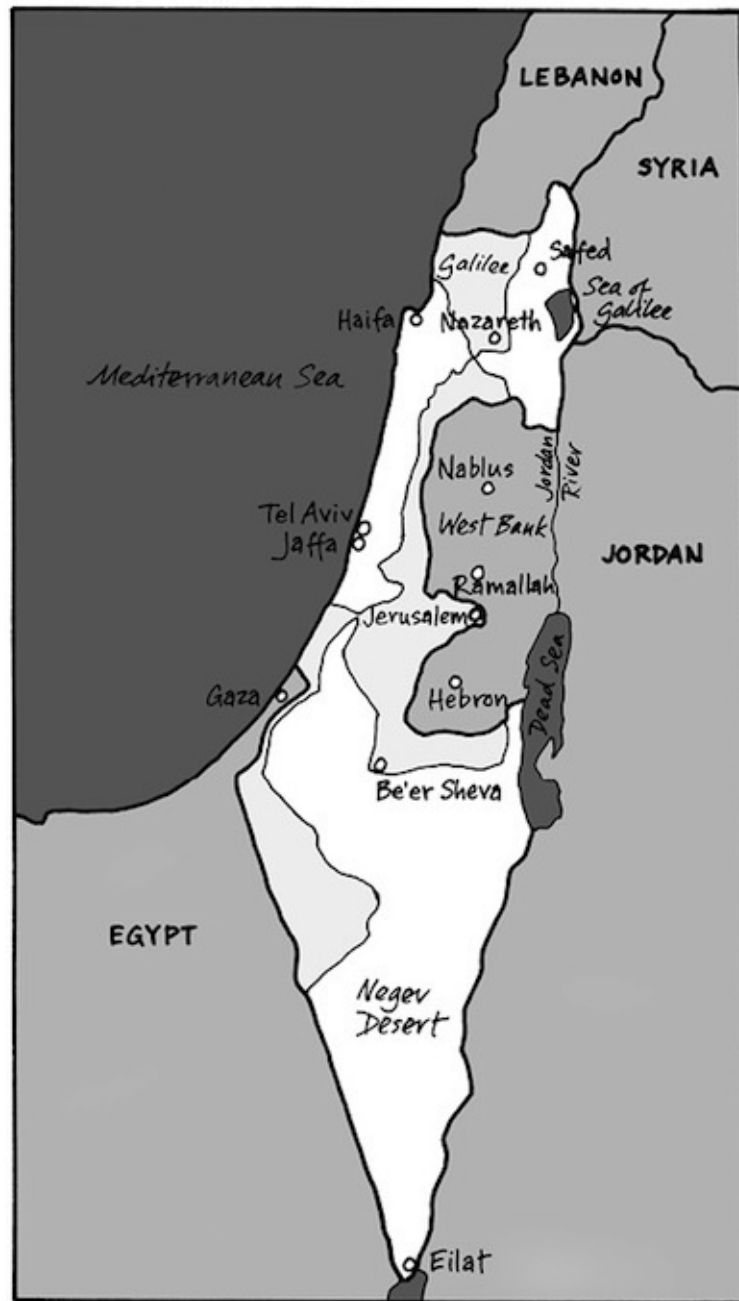 LEBANON
SYRIA
Galilee
Safed
Sea of
Galilee
Haifa
Nazareth
Mediterranean Sea
Jordan
River
Nablus
West Bank
Tel Aviv
Jaffa
JORDAN
Ramallah
Jerusalem
Dead Sea
Gaza
Hebron
Be'er Sheva
EGYPT
Negev
Desert
Eilat